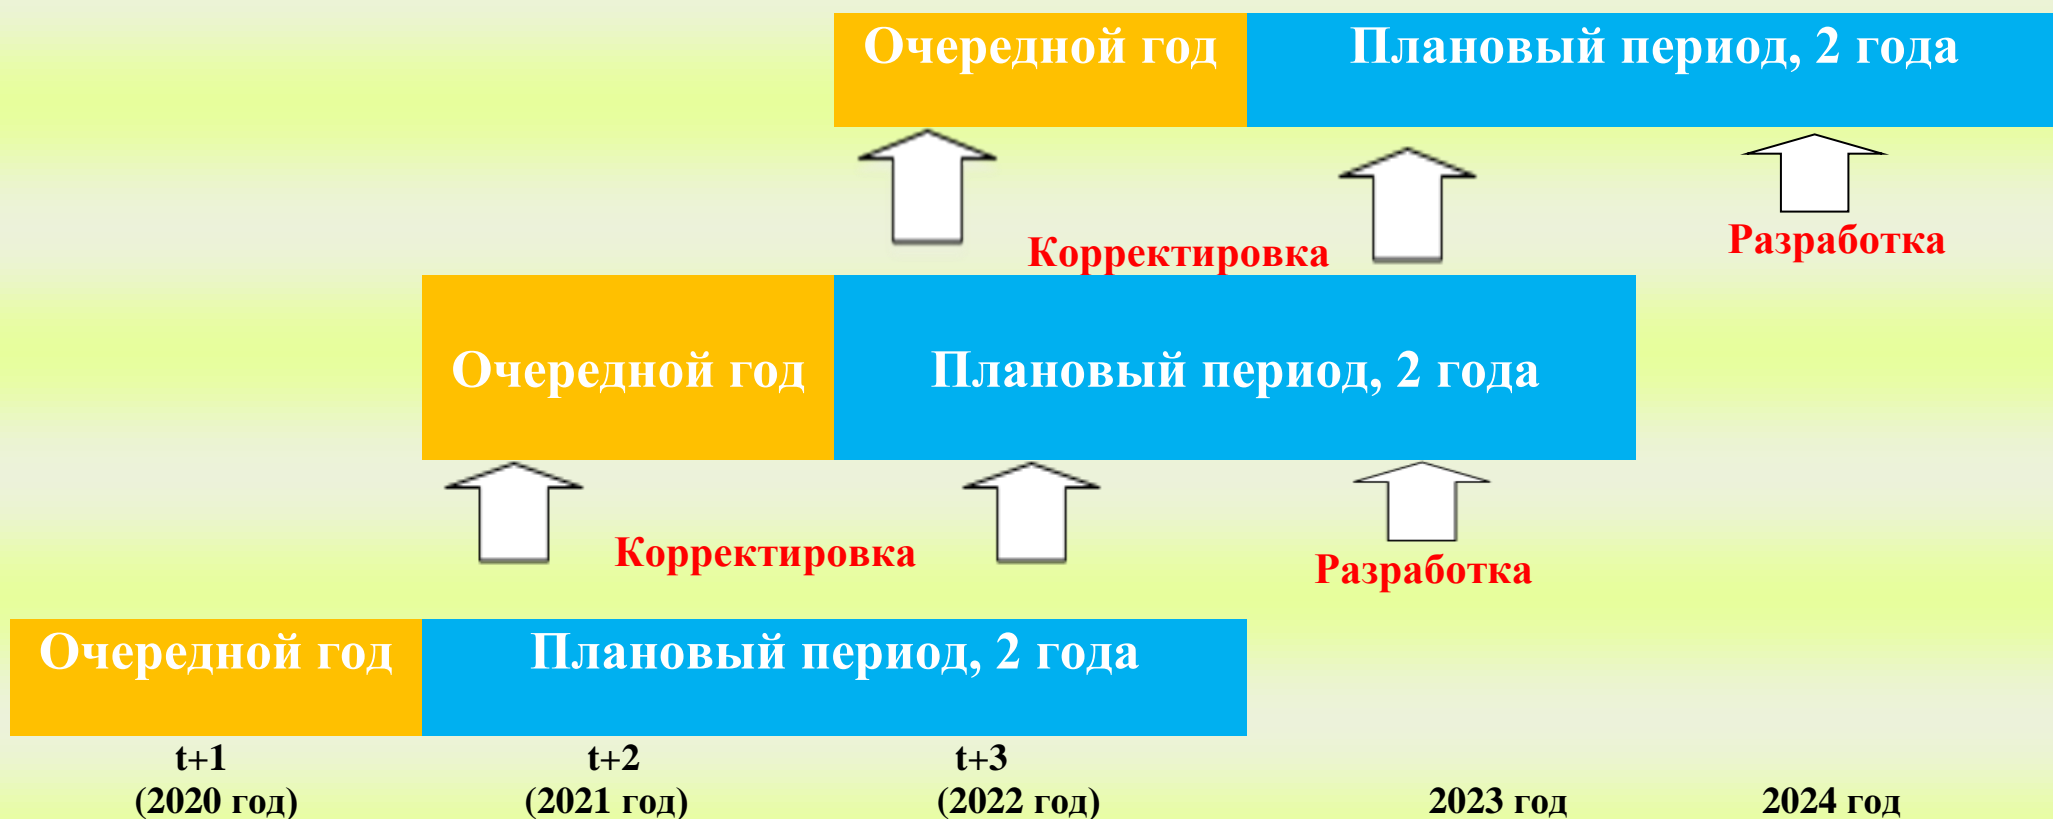 Очередной год
Плановый период, 2 года
Корректировка
Разработка
Очередной год
Плановый период, 2 года
Корректировка
Разработка
Очередной год
Плановый период, 2 года
t+1
t+2
t+3
(2020 год)
(2021 год)
(2022 год)
2023 год
2024 год